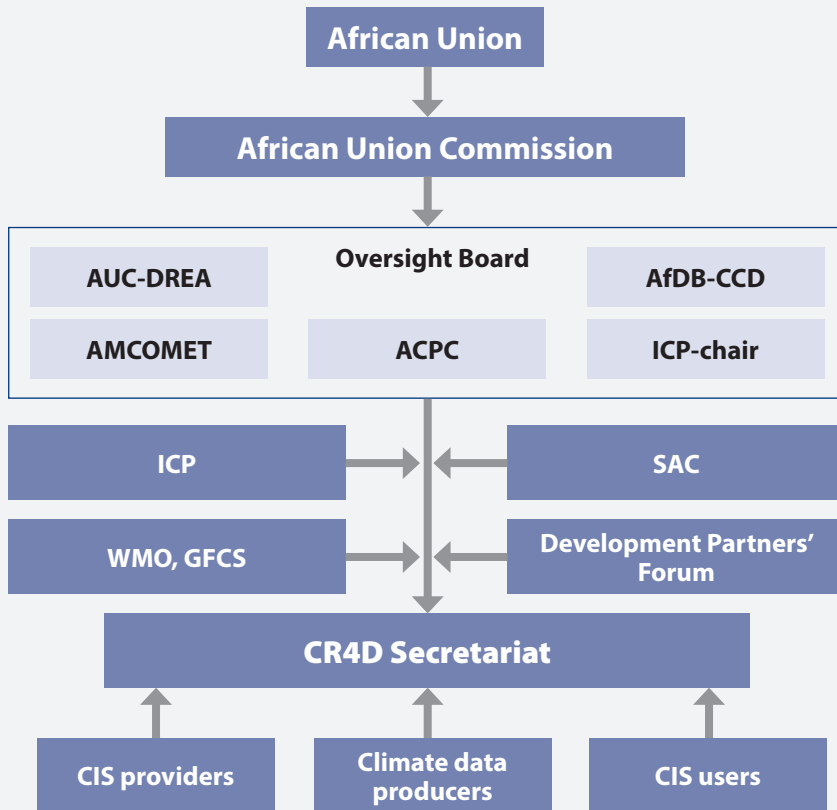 African Union
African Union Commission
Oversight Board
AUC-DREA
AfDB-CCD
AMCOMET
ACPC
ICP-chair
ICP
SAC
WMO, GFCS
Development Partners’
Forum
CR4D Secretariat
CIS providers
Climate data
producers
CIS users